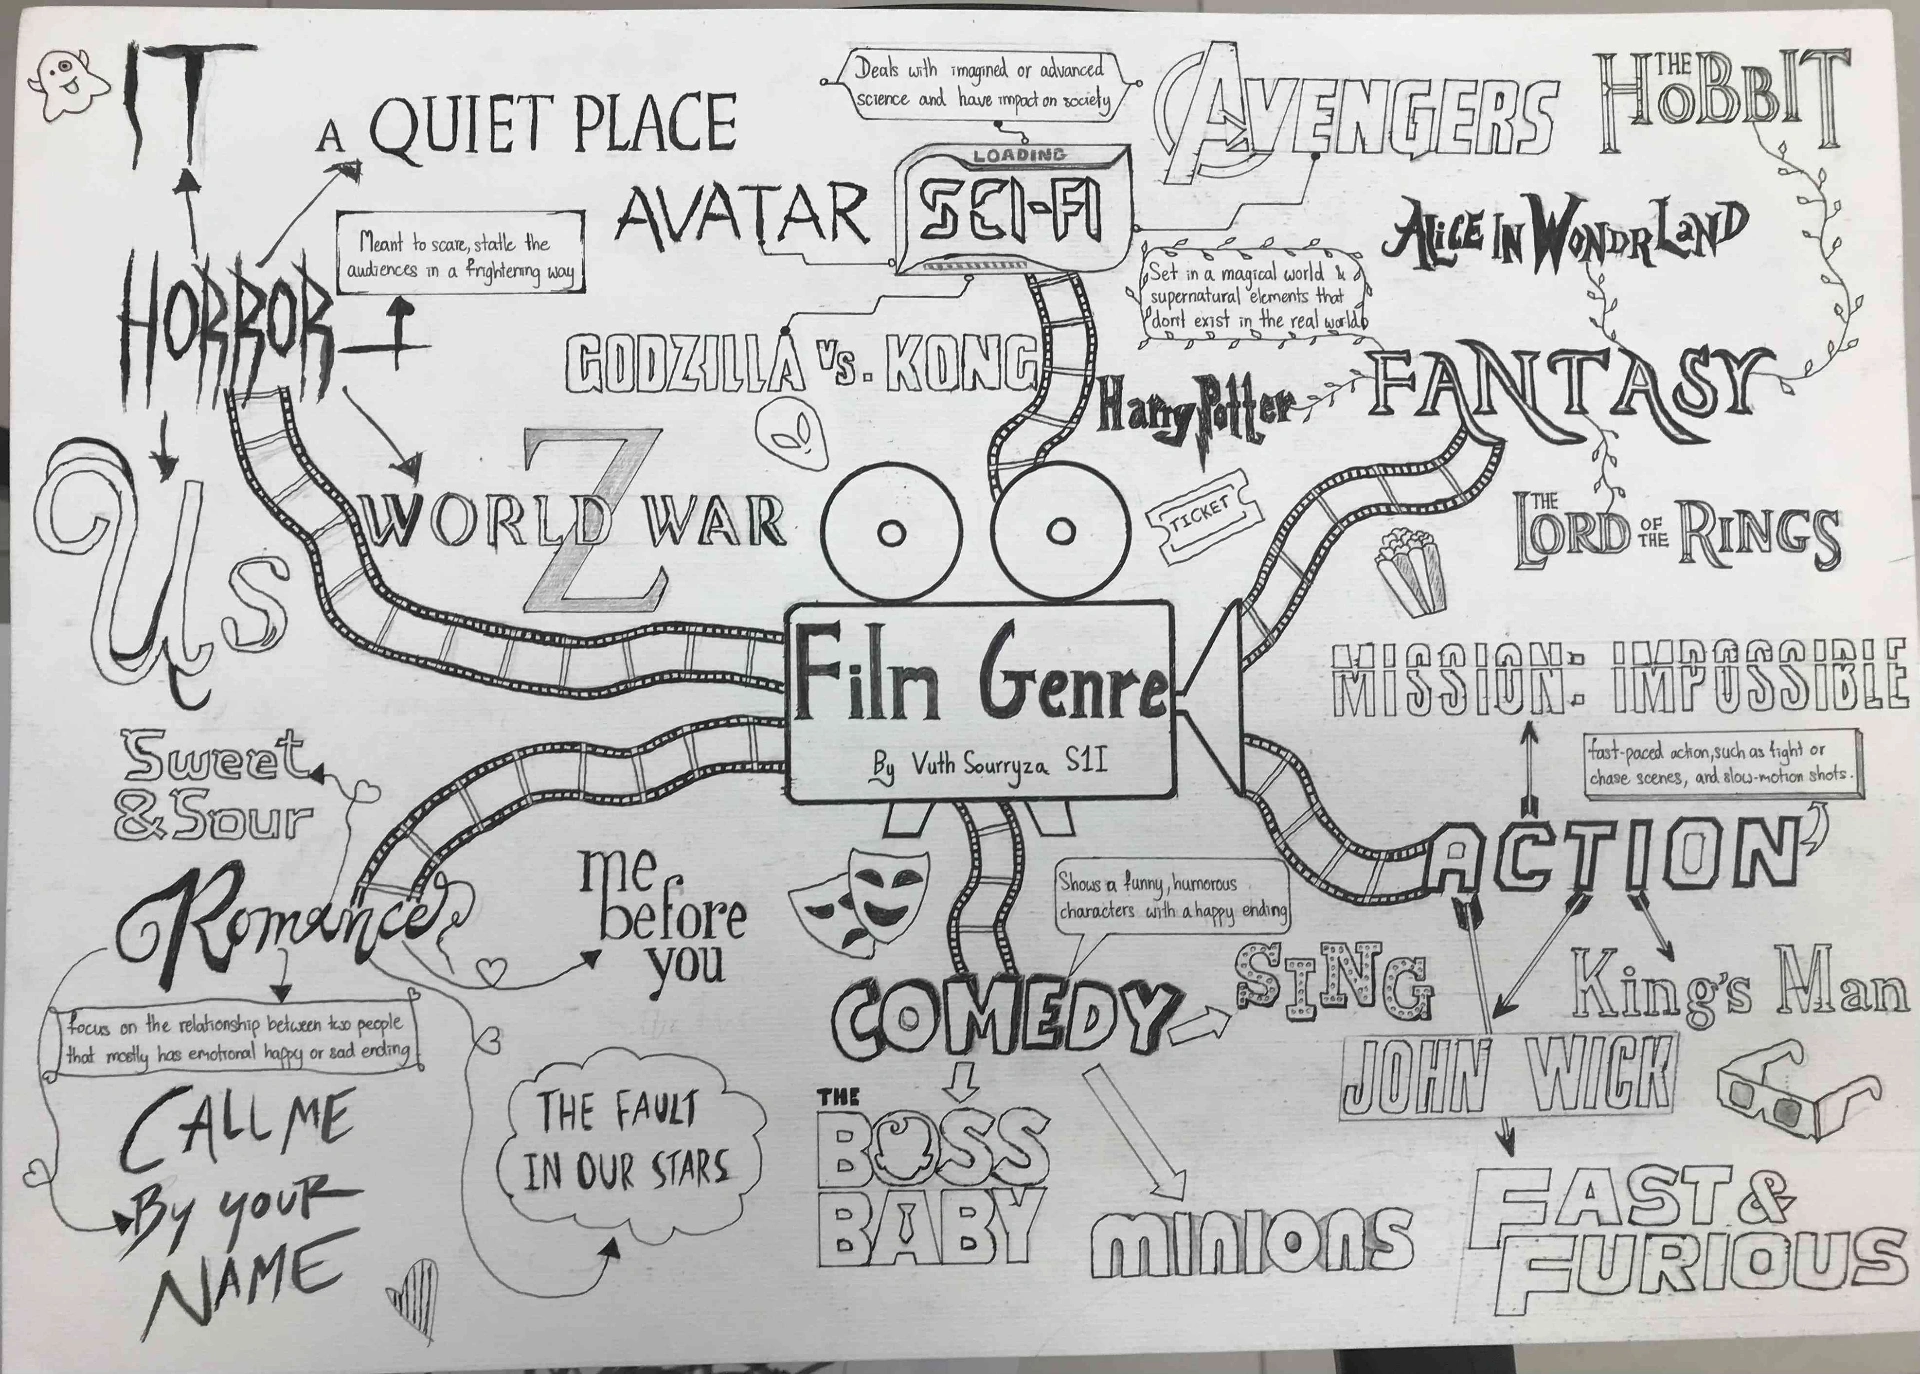 IT
A QUIET PLACE
HORROR
Meant to scare, statle the
audiences in a frightening way
Us
WORLD WAR
Z
Deals with imagined or advanced
science and have impact on society
LOADING
SCI-FI
AVATAR
AVENGERS
GODZILLA VS. KONG
THE
HOBBIT
ALICE IN WONDRLAND
Set in a magical world &
supernatural elements that
dont exist in the real world
FANTASY
Harry Potter
THE
LORD OF THE RINGS
TICKET
Film Genre
By Vuth Sourryza S1I
MISSION: IMPOSSIBLE
fast-paced action, such as fight or
chase scenes, and slow-motion shots.
ACTION
King's Man
JOHN WICK
FAST &
FURIOUS
Sweet
& Sour
Romance
me
before
you
focus on the relationship between two people
that mostly has emotional happy or sad ending
CALL ME
By your
NAME
THE FAULT
IN OUR STARS
Shows a funny, humorous
characters with a happy ending
COMEDY
SING
THE
BOSS
BABY
minions